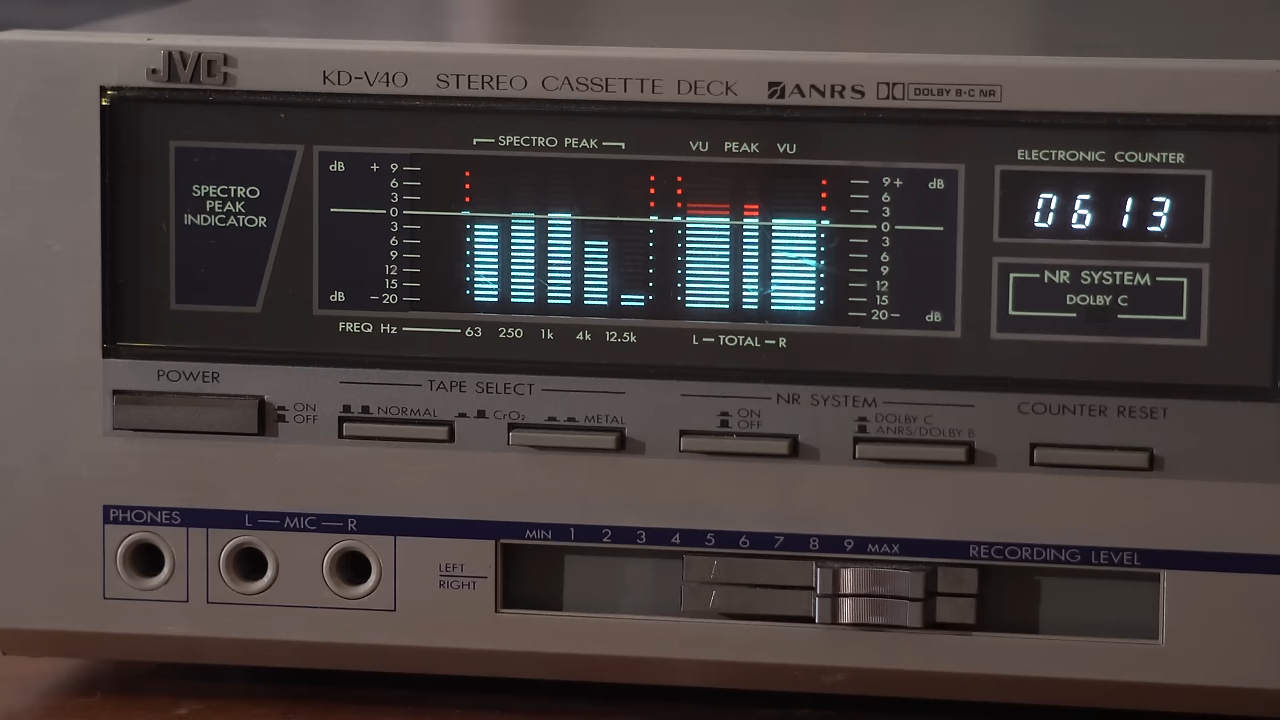 JVC KD-V40 STEREO CASSETTE DECK ANRS DOLBY B·C NR
SPECTRO PEAK
VU PEAK VU
ELECTRONIC COUNTER
SPECTRO
PEAK
INDICATOR
dB + 9
6
3
0
3
6
9
12
15
dB −20
9+ dB
6
3
0
3
6
9
12
15
20− dB
0613
NR SYSTEM
DOLBY C
FREQ Hz 63 250 1k 4k 12.5k
L TOTAL R
POWER
ON
OFF
TAPE SELECT
NORMAL CrO2 METAL
NR SYSTEM
ON
OFF
DOLBY C
ANRS/DOLBY B
COUNTER RESET
PHONES
L MIC R
LEFT
RIGHT
MIN 1 2 3 4 5 6 7 8 9 MAX
RECORDING LEVEL